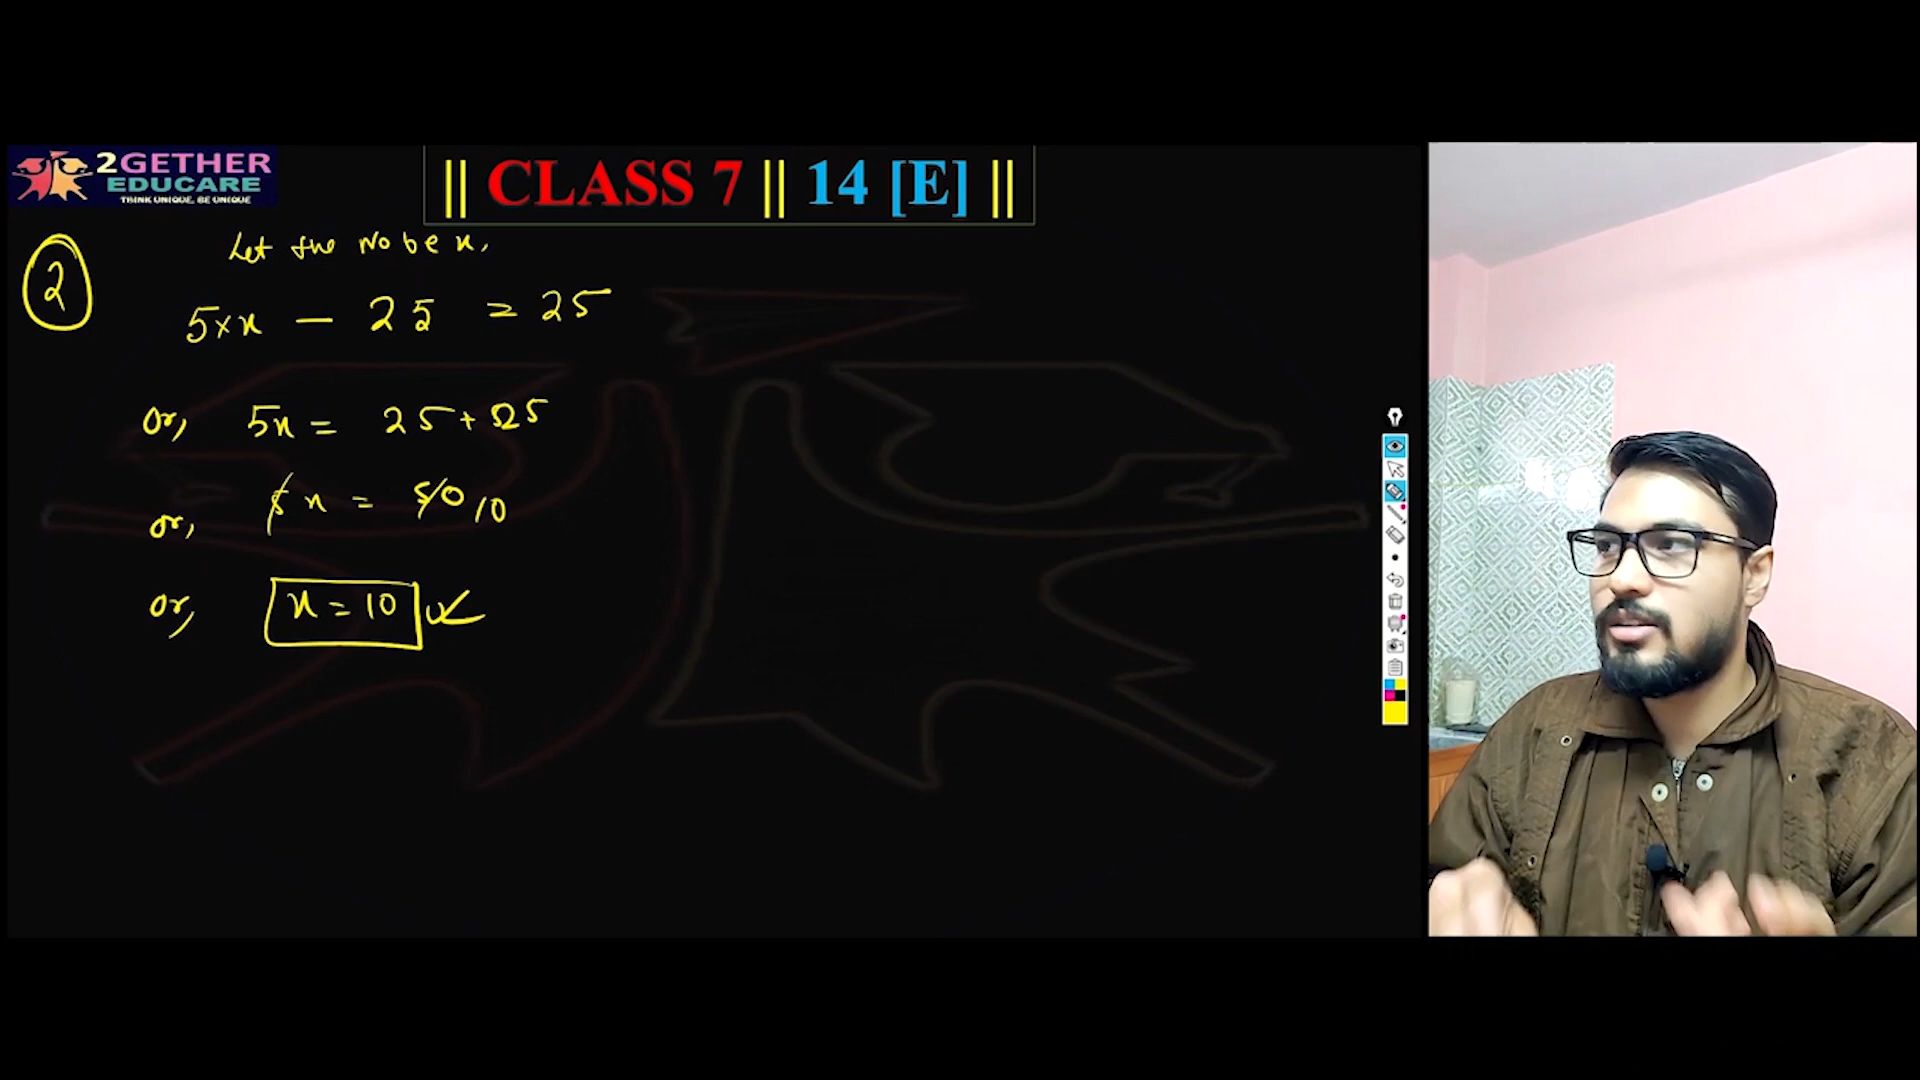 2GETHER
EDUCARE
THINK UNIQUE, BE UNIQUE
|| CLASS 7 || 14 [E] ||
2
Let the No be x,
5×x — 25 = 25
Or, 5x = 25 + 25
or, 5 x = 50 10
or, x = 10